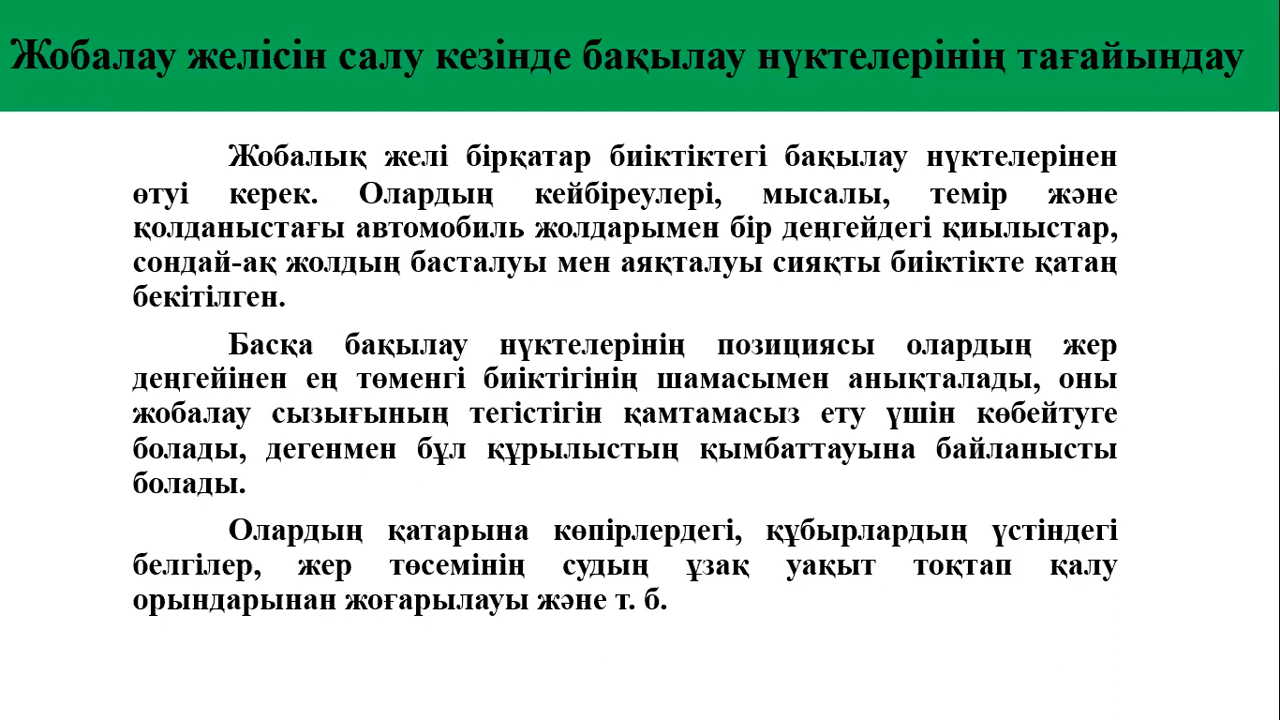 Жобалау желісін салу кезінде бақылау нүктелерінің тағайындау
Жобалық желі бірқатар биіктіктегі бақылау нүктелерінен
өтуі керек. Олардың кейбіреулері, мысалы, темір және
қолданыстағы автомобиль жолдарымен бір деңгейдегі қиылыстар,
сондай-ақ жолдың басталуы мен аяқталуы сияқты биіктікте қатаң
бекітілген.
Басқа бақылау нүктелерінің позициясы олардың жер
деңгейінен ең төменгі биіктігінің шамасымен анықталады, оны
жобалау сызығының тегістігін қамтамасыз ету үшін көбейтуге
болады, дегенмен бұл құрылыстың қымбаттауына байланысты
болады.
Олардың қатарына көпірлердегі, құбырлардың үстіндегі
белгілер, жер төсемінің судың ұзақ уақыт тоқтап қалу
орындарынан жоғарылауы және т. б.